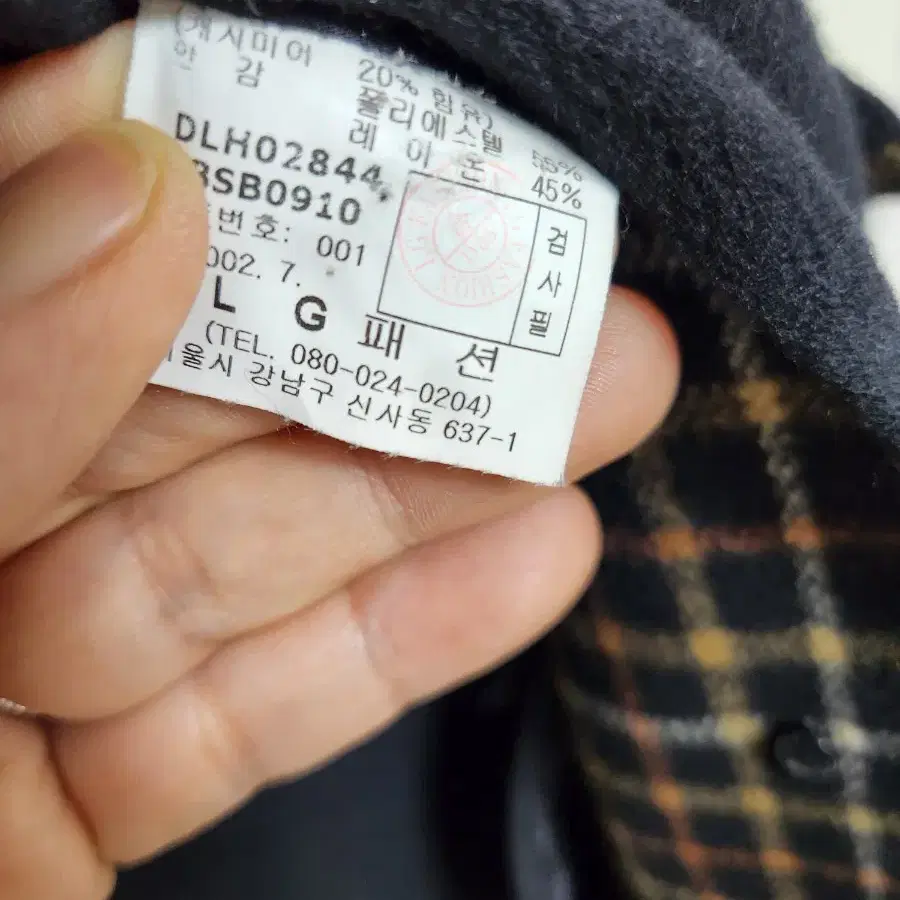 (캐시미어 20% 함유)
안 감 폴리에스텔 55%
레 이 온 45%
DLH02844
BSB0910
번호: 001
002. 7.
검사필
L G 패 션
(TEL. 080-024-0204)
서울시 강남구 신사동 637-1